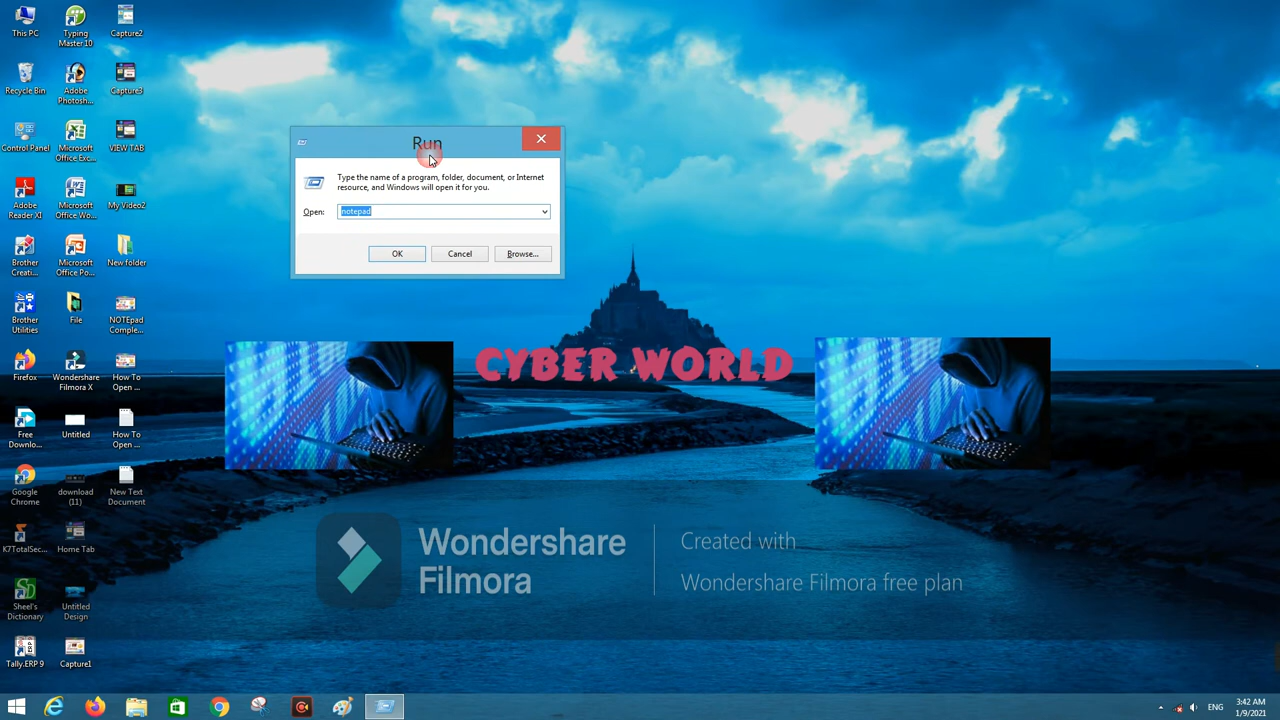 This PC
Typing
Master 10
Capture2
Recycle Bin
Adobe
Photosh...
Capture3
Control Panel
Microsoft
Office Exc...
VIEW TAB
Adobe
Reader XI
Microsoft
Office Wo...
My Video2
Brother
Creati...
Microsoft
Office Po...
New folder
Brother
Utilities
File
NOTEpad
Comple...
Firefox
Wondershare
Filmora X
How To
Open ...
Free
Downlo...
Untitled
How To
Open ...
Google
Chrome
download
(11)
New Text
Document
K7TotalSec...
Home Tab
Sheel's
Dictionary
Untitled
Design
Tally.ERP 9
Capture1
Run
Type the name of a program, folder, document, or Internet
resource, and Windows will open it for you.
Open: notepad
OK Cancel Browse...
CYBER WORLD
Wondershare
Filmora
Created with
Wondershare Filmora free plan
ENG
3:42 AM
1/9/2021